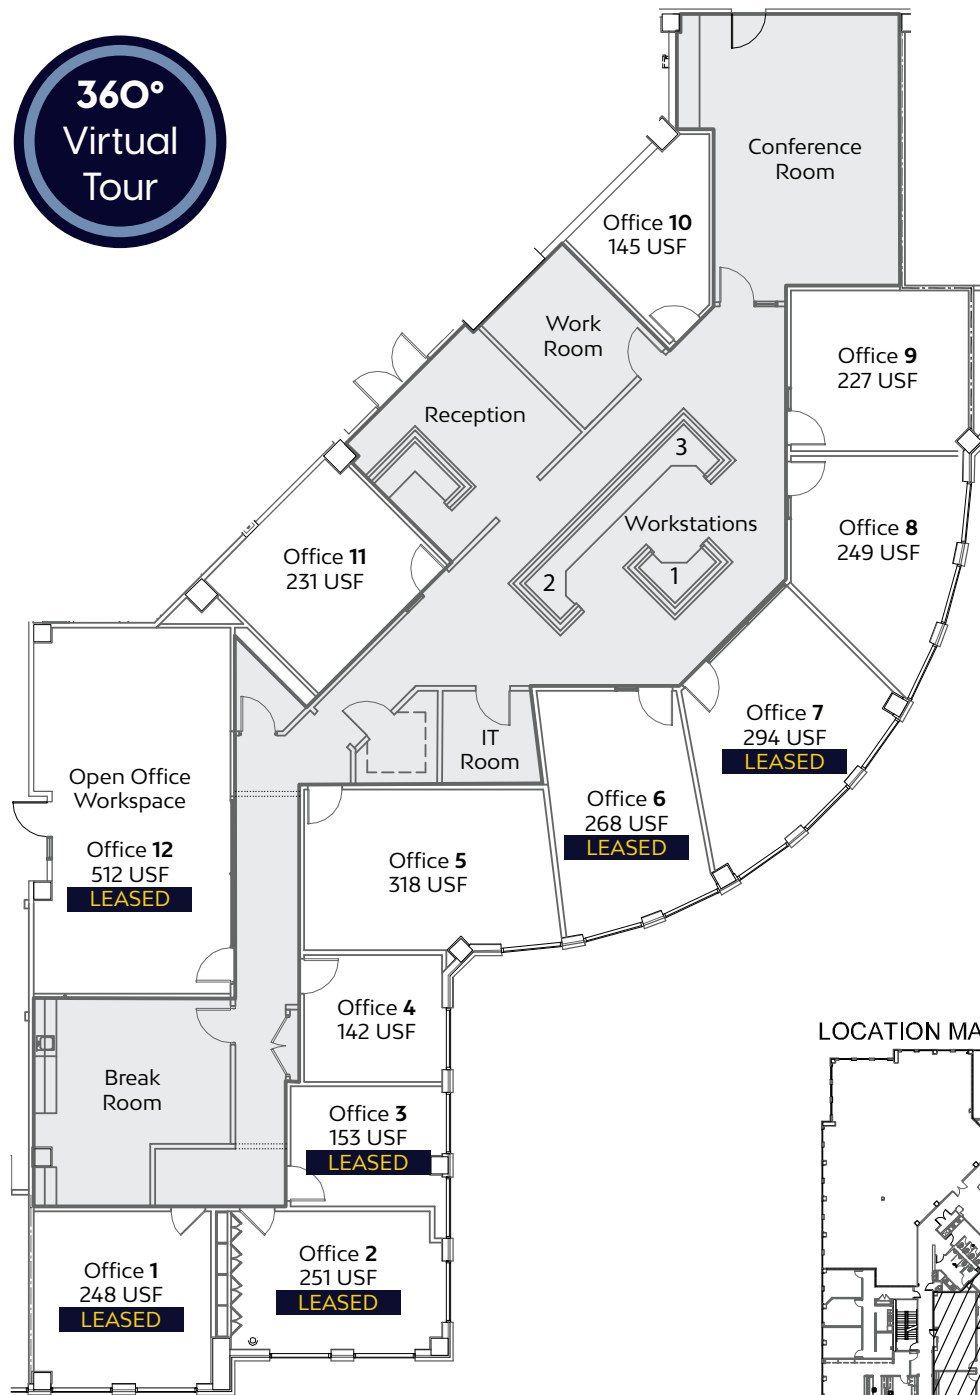 360°
Virtual
Tour
Conference
Room
Office 10
145 USF
Work
Room
Office 9
227 USF
Reception
3
Workstations
Office 8
249 USF
Office 11
231 USF
2
1
Office 7
294 USF
LEASED
IT
Room
Open Office
Workspace
Office 6
268 USF
LEASED
Office 12
512 USF
LEASED
Office 5
318 USF
Office 4
142 USF
LOCATION MA
Break
Room
Office 3
153 USF
LEASED
Office 2
251 USF
LEASED
Office 1
248 USF
LEASED